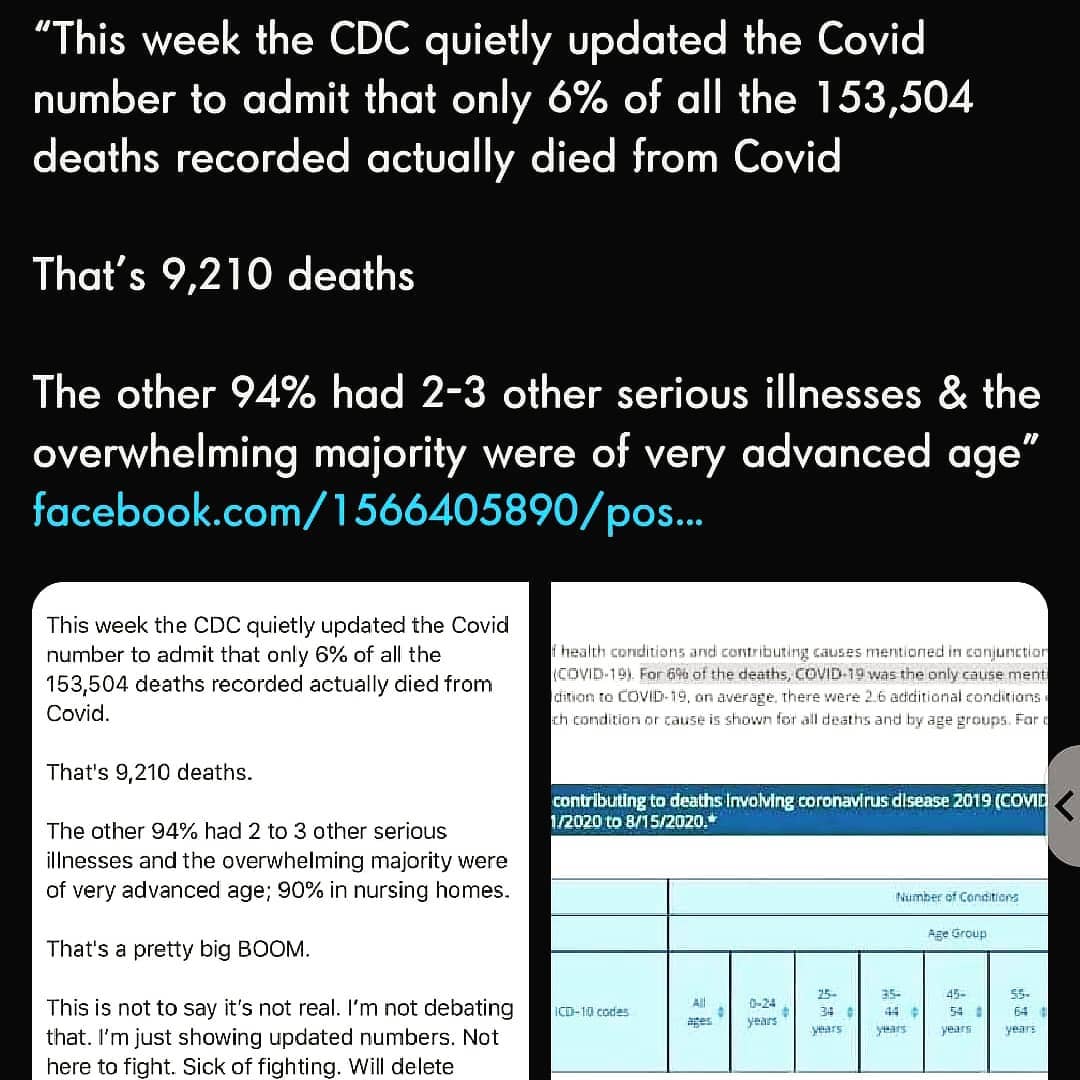 “This week the CDC quietly updated the Covid
number to admit that only 6% of all the 153,504
deaths recorded actually died from Covid
That’s 9,210 deaths
The other 94% had 2-3 other serious illnesses & the
overwhelming majority were of very advanced age”
facebook.com/1566405890/pos...
This week the CDC quietly updated the Covid
number to admit that only 6% of all the
153,504 deaths recorded actually died from
Covid.
That's 9,210 deaths.
The other 94% had 2 to 3 other serious
illnesses and the overwhelming majority were
of very advanced age; 90% in nursing homes.
That's a pretty big BOOM.
This is not to say it's not real. I'm not debating
that. I'm just showing updated numbers. Not
here to fight. Sick of fighting. Will delete
f health conditions and contributing causes mentioned in conjunction
(COVID-19). For 6% of the deaths, COVID-19 was the only cause menti
dition to COVID-19, on average, there were 2.6 additional conditions
ch condition or cause is shown for all deaths and by age groups. For
contributing to deaths involving coronavirus disease 2019 (COVID
1/2020 to 8/15/2020.*
Number of Conditions
Age Group
ICD-10 codes
All
ages
0-24
years
25-
34
years
35-
44
years
45-
54
years
55-
64
years